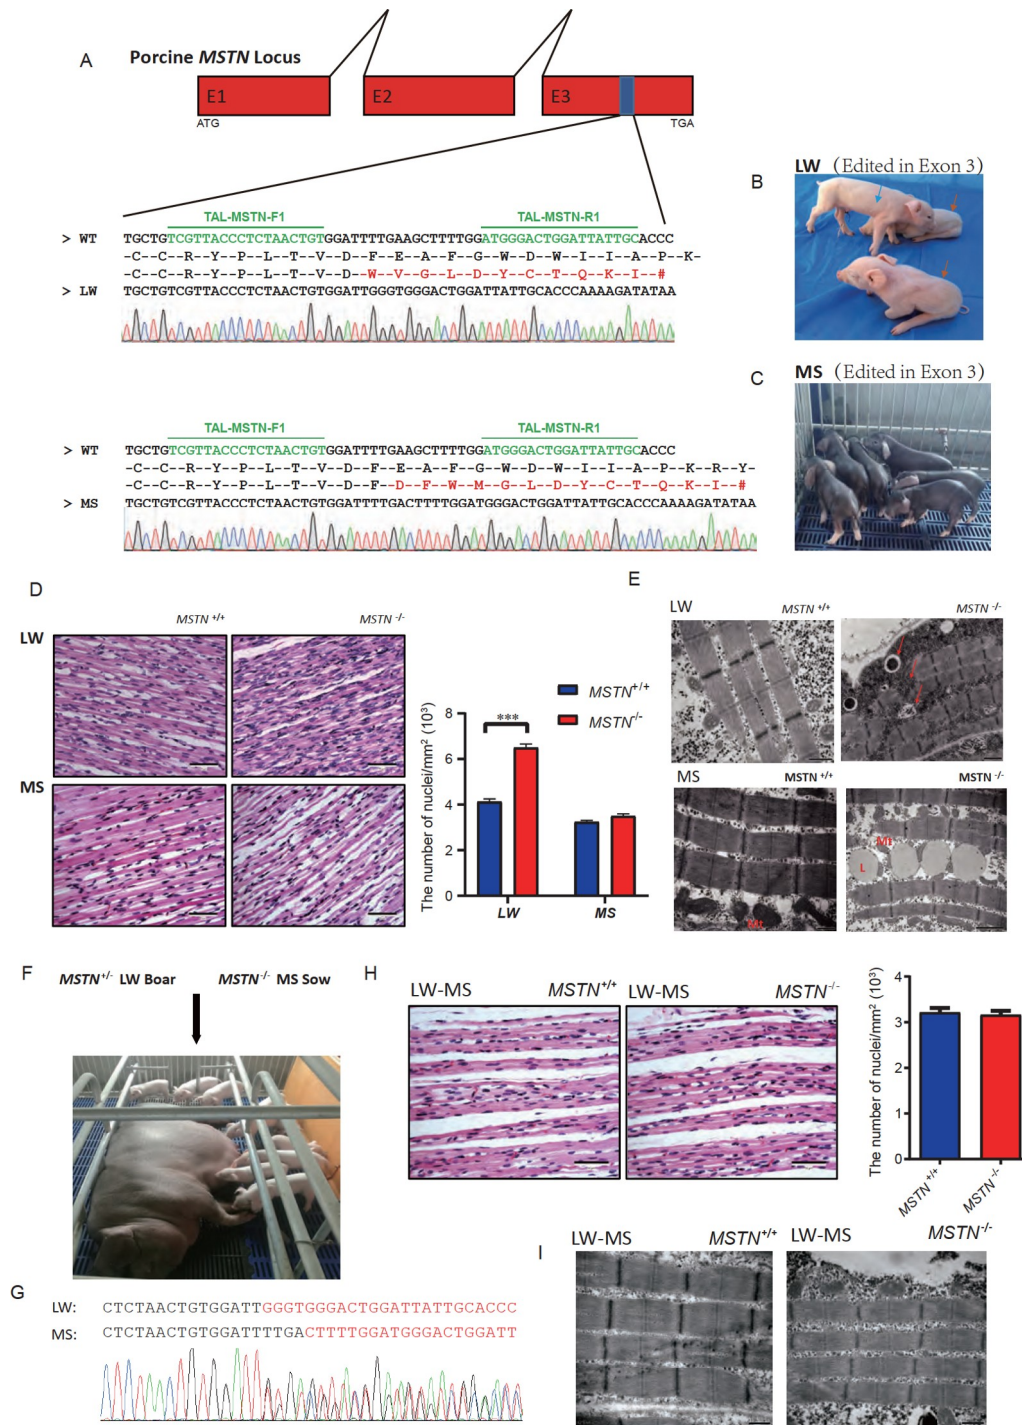 A
Porcine MSTN Locus
E1
E2
E3
ATG
TGA
TAL-MSTN-F1
TAL-MSTN-R1
> WT TGCTGTCGTTACCCTCTAACTGTGGATTTTGAAGCTTTTGGATGGGACTGGATTATTGCACCC
C--C--R--Y--P--L--T--V--D--F--E--A--F--G--W--D--W--I--I--A--P--K-
C--C--R--Y--P--L--T--V--D--W--V--G--L--D--Y--C--T--Q--K--I--#
> LW TGCTGTCGTTACCCTCTAACTGTGGATTGGGTGGGACTGGATTATTGCACCCAAAAGATATAA
TAL-MSTN-F1
TAL-MSTN-R1
> WT TGCTGTCGTTACCCTCTAACTGTGGATTTTGAAGCTTTTGGATGGGACTGGATTATTGCACCC
C--C--R--Y--P--L--T--V--D--F--E--A--F--G--W--D--W--I--I--A--P--K--R--Y-
C--C--R--Y--P--L--T--V--D--F--D--F--W--M--G--L--D--Y--C--T--Q--K--I--#
> MS TGCTGTCGTTACCCTCTAACTGTGGATTTTGACTTTTGGATGGGACTGGATTATTGCACCCAAAAGATATAA
B
LW (Edited in Exon 3)
C
MS (Edited in Exon 3)
D
MSTN +/+
MSTN -/-
LW
MS
MSTN+/+
MSTN-/-
The number of nuclei/mm² (10³)
8
6
4
2
0
***
LW
MS
E
LW
MSTN +/+
MSTN -/-
MS
MSTN +/+
MSTN -/-
Mt
L
Mt
F
MSTN+/- LW Boar
MSTN-/- MS Sow
G
LW: CTCTAACTGTGGATTGGGTGGGACTGGATTATTGCACCC
MS: CTCTAACTGTGGATTTTGACTTTTGGATGGGACTGGATT
H
LW-MS
MSTN+/+
LW-MS
MSTN-/-
The number of nuclei/mm² (10³)
4
3
2
1
0
MSTN+/+
MSTN-/-
I
LW-MS
MSTN+/+
LW-MS
MSTN-/-